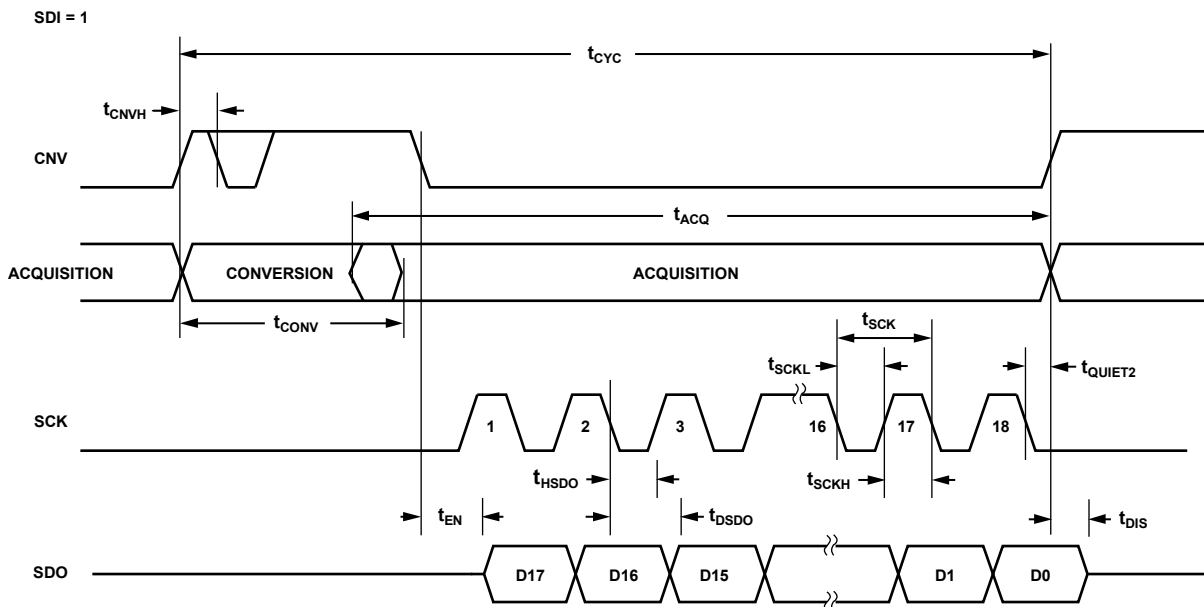 SDI = 1
tCYC
tCNVH
CNV
tACQ
ACQUISITION CONVERSION ACQUISITION
tCONV
tSCK
tSCKL
tQUIET2
SCK 1 2 3 16 17 18
tHSDO
tSCKH
tEN
tDSDO
tDIS
SDO D17 D16 D15 D1 D0